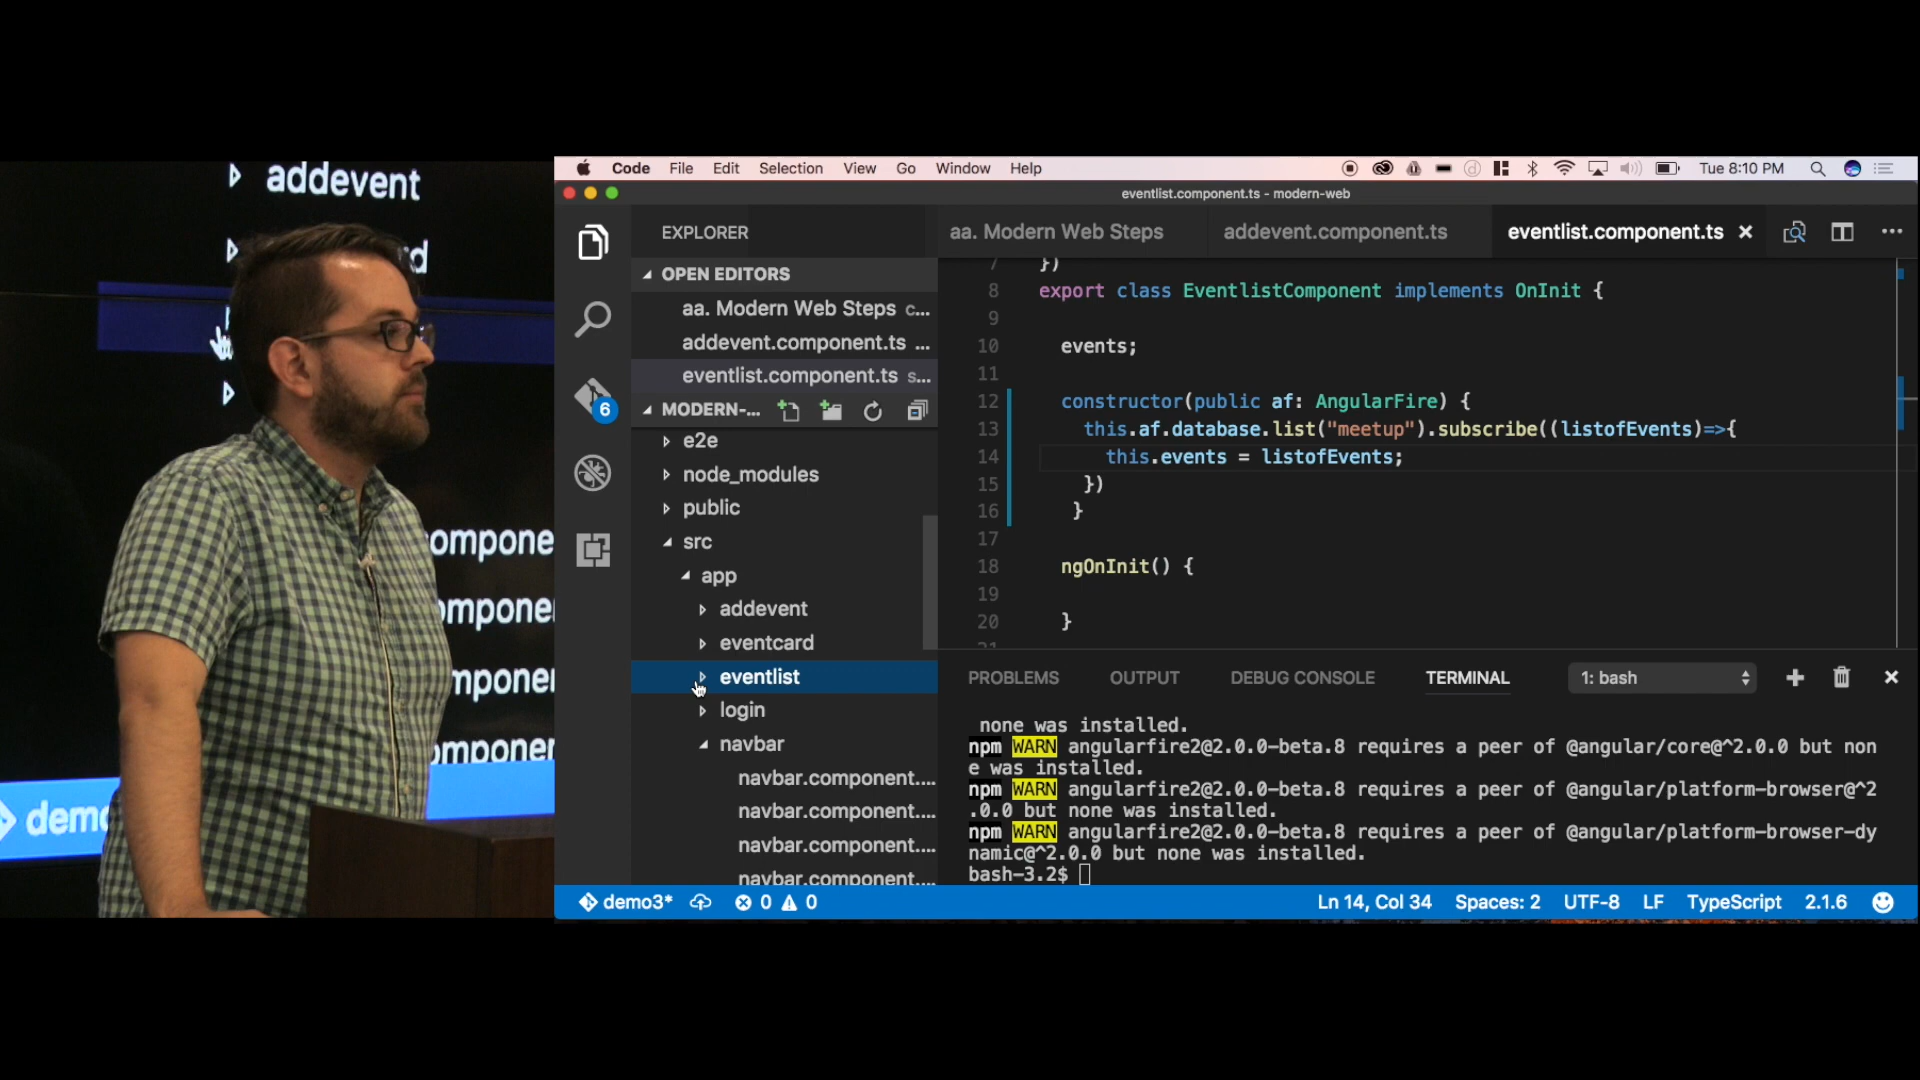 addevent
ompone
mpone
mponen
ompone
demo
Code File Edit Selection View Go Window Help
Tue 8:10 PM
eventlist.component.ts - modern-web
EXPLORER
aa. Modern Web Steps
addevent.component.ts
eventlist.component.ts
OPEN EDITORS
aa. Modern Web Steps c...
addevent.component.ts ...
eventlist.component.ts s...
MODERN-...
e2e
node_modules
public
src
app
addevent
eventcard
eventlist
login
navbar
navbar.component....
navbar.component....
navbar.component....
navbar.component....
6
7 })
8 export class EventlistComponent implements OnInit {
9
10 events;
11
12 constructor(public af: AngularFire) {
13 this.af.database.list("meetup").subscribe((listofEvents)=>{
14 this.events = listofEvents;
15 })
16 }
17
18 ngOnInit() {
19
20 }
21
PROBLEMS OUTPUT DEBUG CONSOLE TERMINAL 1: bash
none was installed.
npm WARN angularfire2@2.0.0-beta.8 requires a peer of @angular/core@^2.0.0 but non
e was installed.
npm WARN angularfire2@2.0.0-beta.8 requires a peer of @angular/platform-browser@^2
.0.0 but none was installed.
npm WARN angularfire2@2.0.0-beta.8 requires a peer of @angular/platform-browser-dy
namic@^2.0.0 but none was installed.
bash-3.2$
demo3* 0 0 Ln 14, Col 34 Spaces: 2 UTF-8 LF TypeScript 2.1.6